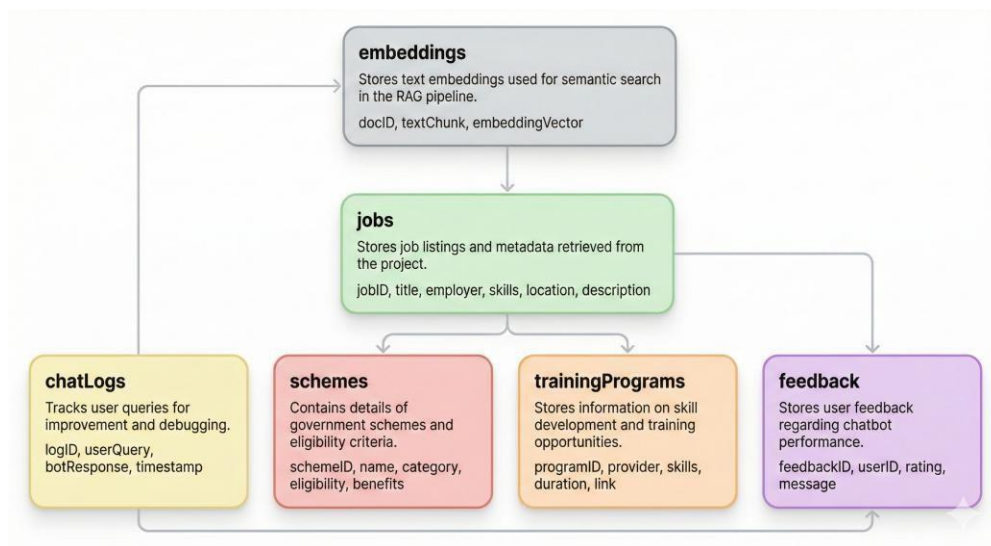 embeddings
Stores text embeddings used for semantic search
in the RAG pipeline.
docID, textChunk, embeddingVector
jobs
Stores job listings and metadata retrieved from
the project.
jobID, title, employer, skills, location, description
chatLogs
Tracks user queries for
improvement and debugging.
logID, userQuery,
botResponse, timestamp
schemes
Contains details of
government schemes and
eligibility criteria.
schemeID, name, category,
eligibility, benefits
trainingPrograms
Stores information on skill
development and training
opportunities.
programID, provider, skills,
duration, link
feedback
Stores user feedback
regarding chatbot
performance.
feedbackID, userID, rating,
message